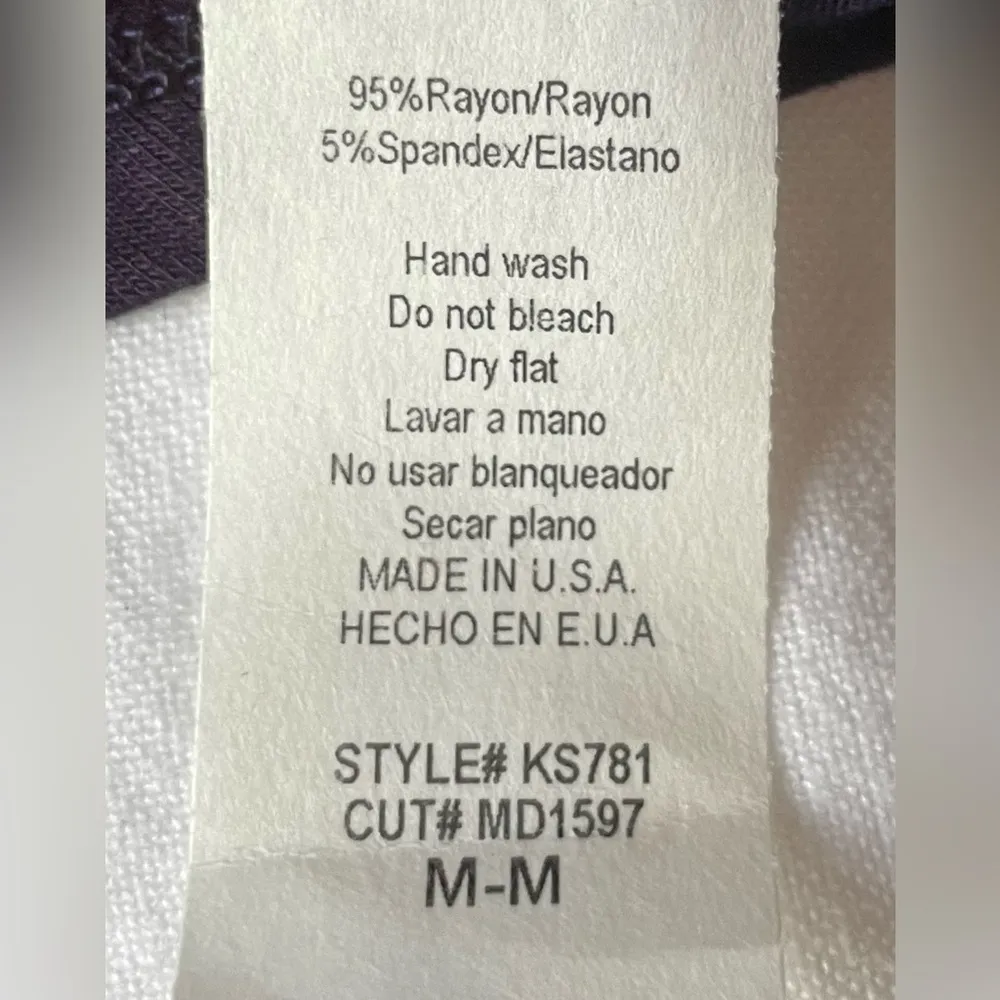 95%Rayon/Rayon
5%Spandex/Elastano
Hand wash
Do not bleach
Dry flat
Lavar a mano
No usar blanqueador
Secar plano
MADE IN U.S.A.
HECHO EN E.U.A
STYLE# KS781
CUT# MD1597
M-M